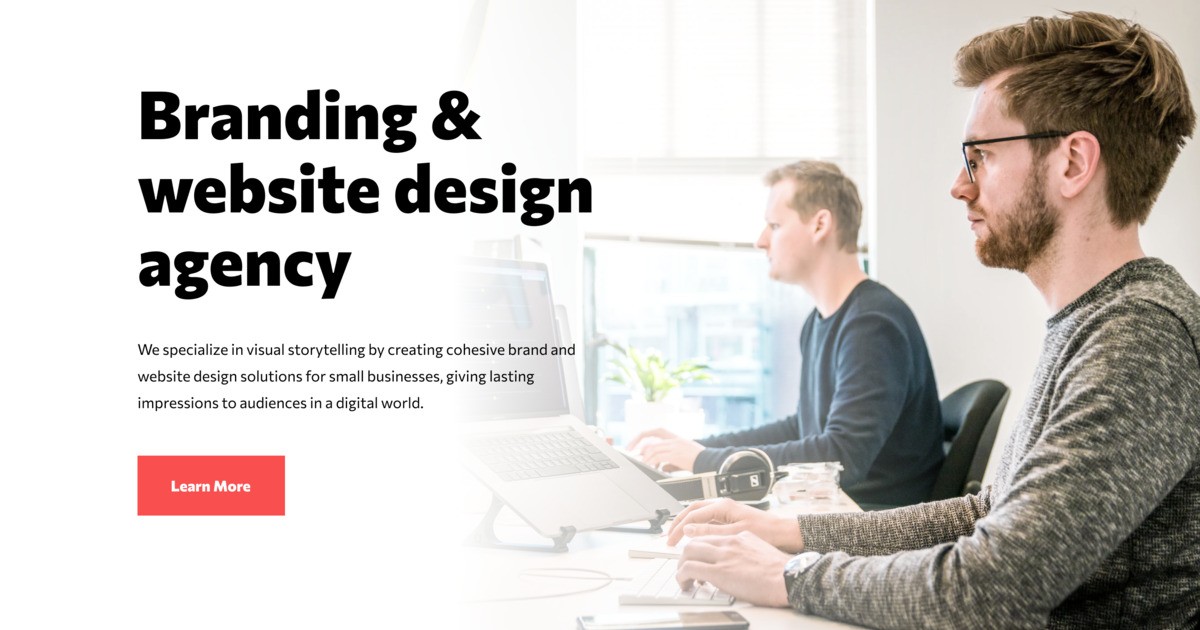 Branding &
website design
agency
We specialize in visual storytelling by creating cohesive brand and
website design solutions for small businesses, giving lasting
impressions to audiences in a digital world.
Learn More